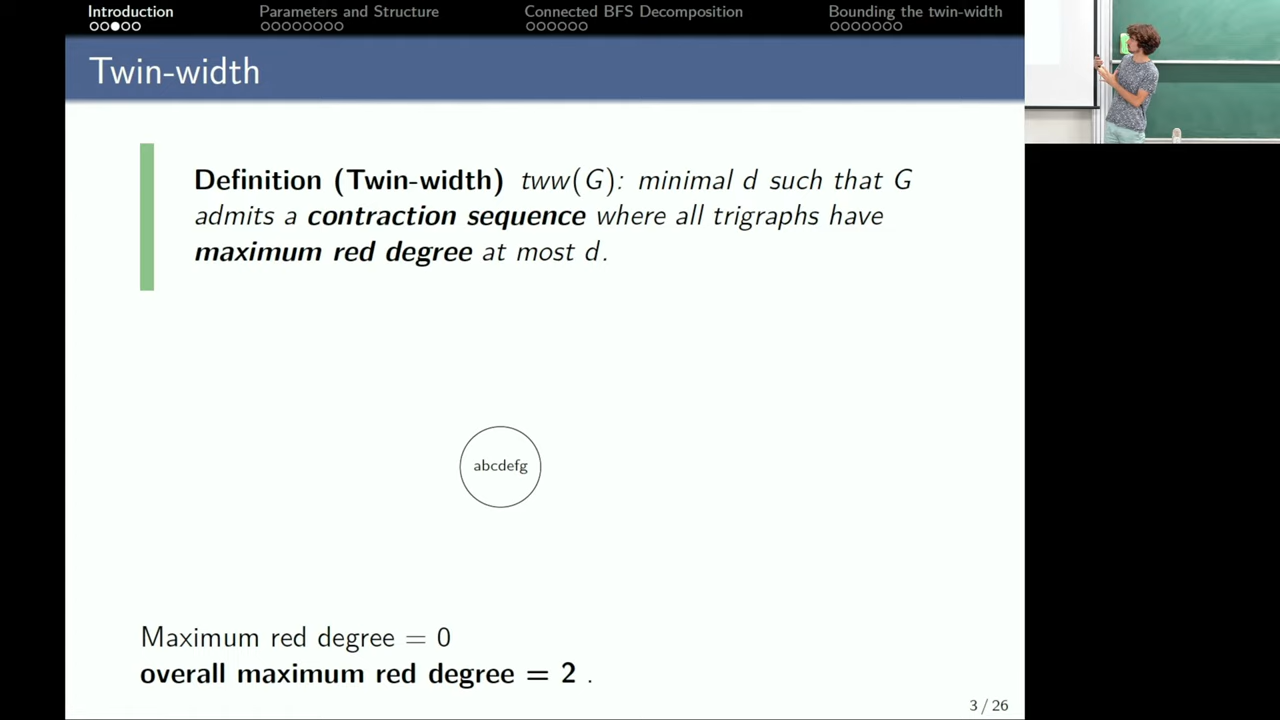 Introduction Parameters and Structure Connected BFS Decomposition Bounding the twin-width
Twin-width
Definition (Twin-width) tww(G): minimal d such that G
admits a contraction sequence where all trigraphs have
maximum red degree at most d.
abcdefg
Maximum red degree = 0
overall maximum red degree = 2 .
3 / 26